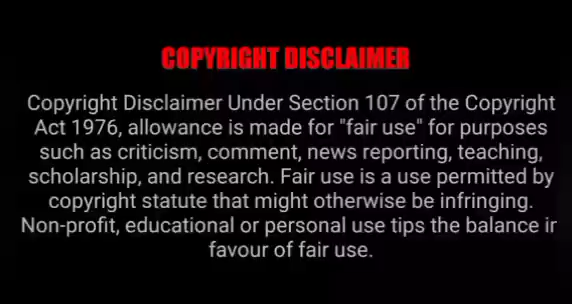 COPYRIGHT DISCLAIMER
Copyright Disclaimer Under Section 107 of the Copyright
Act 1976, allowance is made for "fair use" for purposes
such as criticism, comment, news reporting, teaching,
scholarship, and research. Fair use is a use permitted by
copyright statute that might otherwise be infringing.
Non-profit, educational or personal use tips the balance in
favour of fair use.